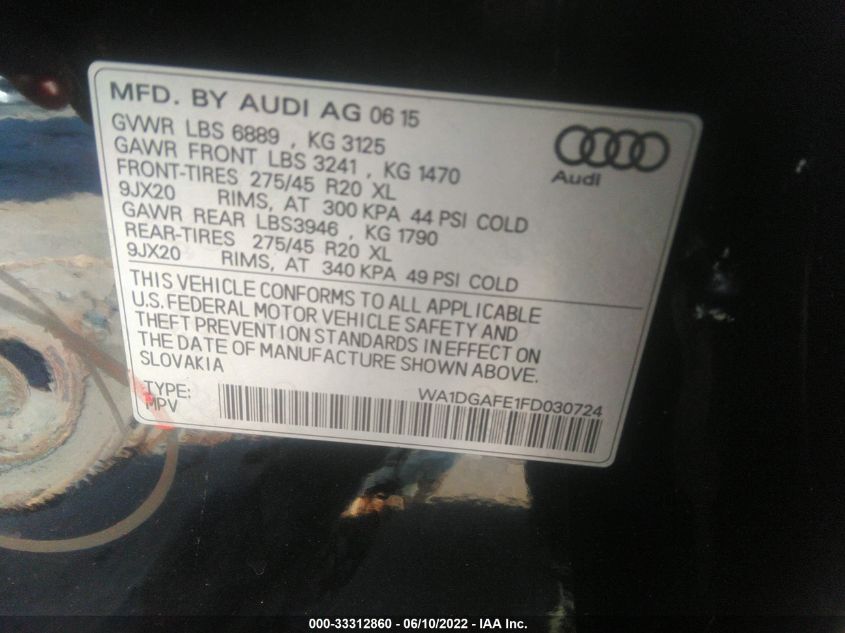 MFD. BY AUDI AG 06 15
GVWR LBS 6889 , KG 3125
GAWR FRONT LBS 3241 , KG 1470
FRONT-TIRES 275/45 R20 XL
9JX20 RIMS, AT 300 KPA 44 PSI COLD
GAWR REAR LBS3946 , KG 1790
REAR-TIRES 275/45 R20 XL
9JX20 RIMS, AT 340 KPA 49 PSI COLD
Audi
THIS VEHICLE CONFORMS TO ALL APPLICABLE
U.S. FEDERAL MOTOR VEHICLE SAFETY AND
THEFT PREVENTION STANDARDS IN EFFECT ON
THE DATE OF MANUFACTURE SHOWN ABOVE.
SLOVAKIA
TYPE: WA1DGAFE1FD030724
MPV
000-33312860 - 06/10/2022 - IAA Inc.